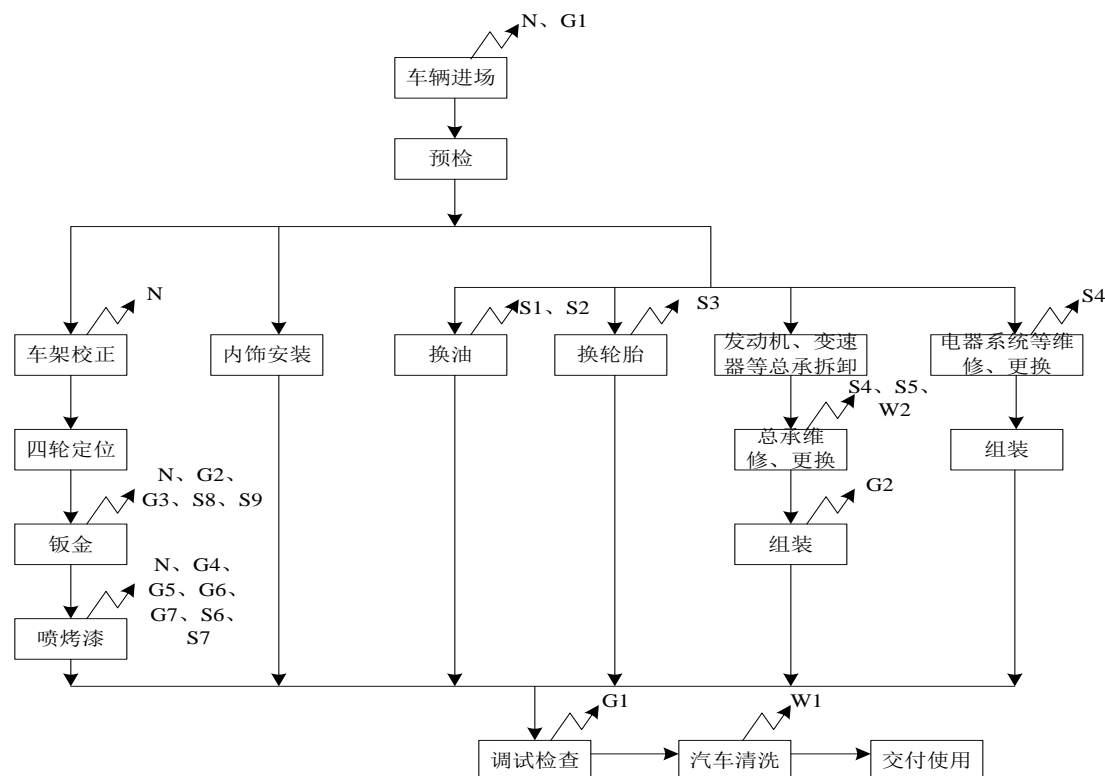 N、G1
车辆进场
预检
N
S1、S2
S3
S4
车架校正
内饰安装
换油
换轮胎
发动机、变速
器等总承拆卸
电器系统等维
修、更换
S4、S5、
W2
四轮定位
总承维
修、更换
组装
N、G2、
G3、S8、S9
G2
钣金
组装
N、G4、
G5、G6、
G7、S6、
S7
喷烤漆
G1
W1
调试检查
汽车清洗
交付使用